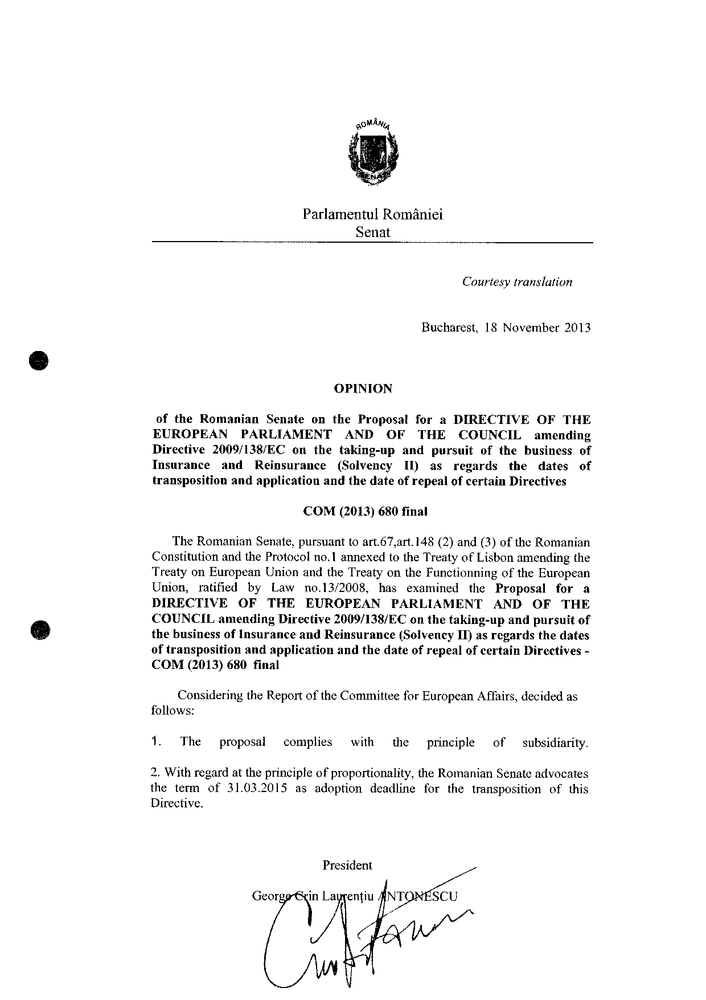 ROMÂNIA
SENAT
Parlamentul României
Senat
Courtesy translation
Bucharest, 18 November 2013
OPINION
of the Romanian Senate on the Proposal for a DIRECTIVE OF THE
EUROPEAN PARLIAMENT AND OF THE COUNCIL amending
Directive 2009/138/EC on the taking-up and pursuit of the business of
Insurance and Reinsurance (Solvency II) as regards the dates of
transposition and application and the date of repeal of certain Directives
COM (2013) 680 final
The Romanian Senate, pursuant to art.67,art.148 (2) and (3) of the Romanian
Constitution and the Protocol no.1 annexed to the Treaty of Lisbon amending the
Treaty on European Union and the Treaty on the Functionning of the European
Union, ratified by Law no.13/2008, has examined the Proposal for a
DIRECTIVE OF THE EUROPEAN PARLIAMENT AND OF THE
COUNCIL amending Directive 2009/138/EC on the taking-up and pursuit of
the business of Insurance and Reinsurance (Solvency II) as regards the dates
of transposition and application and the date of repeal of certain Directives -
COM (2013) 680 final
Considering the Report of the Committee for European Affairs, decided as
follows:
1. The proposal complies with the principle of subsidiarity.
2. With regard at the principle of proportionality, the Romanian Senate advocates
the term of 31.03.2015 as adoption deadline for the transposition of this
Directive.
President
George Crin Laurențiu ANTONESCU